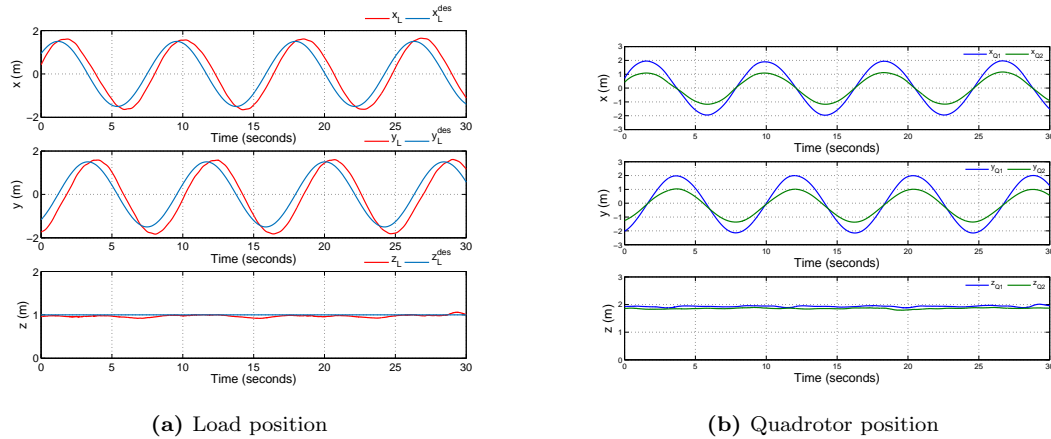 x_L x_L^des
2
0
−2
x (m)
0 5 10 15 20 25 30
Time (seconds)
y_L y_L^des
2
0
−2
y (m)
0 5 10 15 20 25 30
Time (seconds)
z_L z_L^des
2
1
0
z (m)
0 5 10 15 20 25 30
Time (seconds)
(a) Load position
x_Q1 x_Q2
3
2
1
0
−1
−2
−3
x (m)
0 5 10 15 20 25 30
Time (seconds)
y_Q1 y_Q2
3
2
1
0
−1
−2
−3
y (m)
0 5 10 15 20 25 30
Time (seconds)
z_Q1 z_Q2
3
2
1
0
z (m)
0 5 10 15 20 25 30
Time (seconds)
(b) Quadrotor position